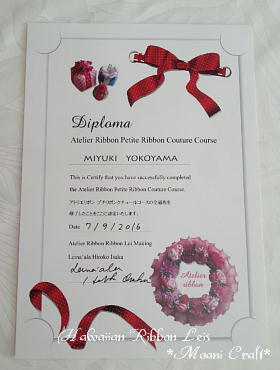 Diploma
Atelier Ribbon Petite Ribbon Couture Course
MIYUKI YOKOYAMA
This is Certify that you have successfully completed
the Atelier Ribbon Petite Ribbon Couture Course.
アトリエリボン プチリボンクチュールコースの全過程を
修了したことをここに認定いたします。
Date 7/9/2016
Atelier Ribbon Ribbon Lei Making
Leina'ala Hiroko Isaka
Leina'ala
Atelier
ribbon
(Hawaiian Ribbon Leis
*Moani Craft*)